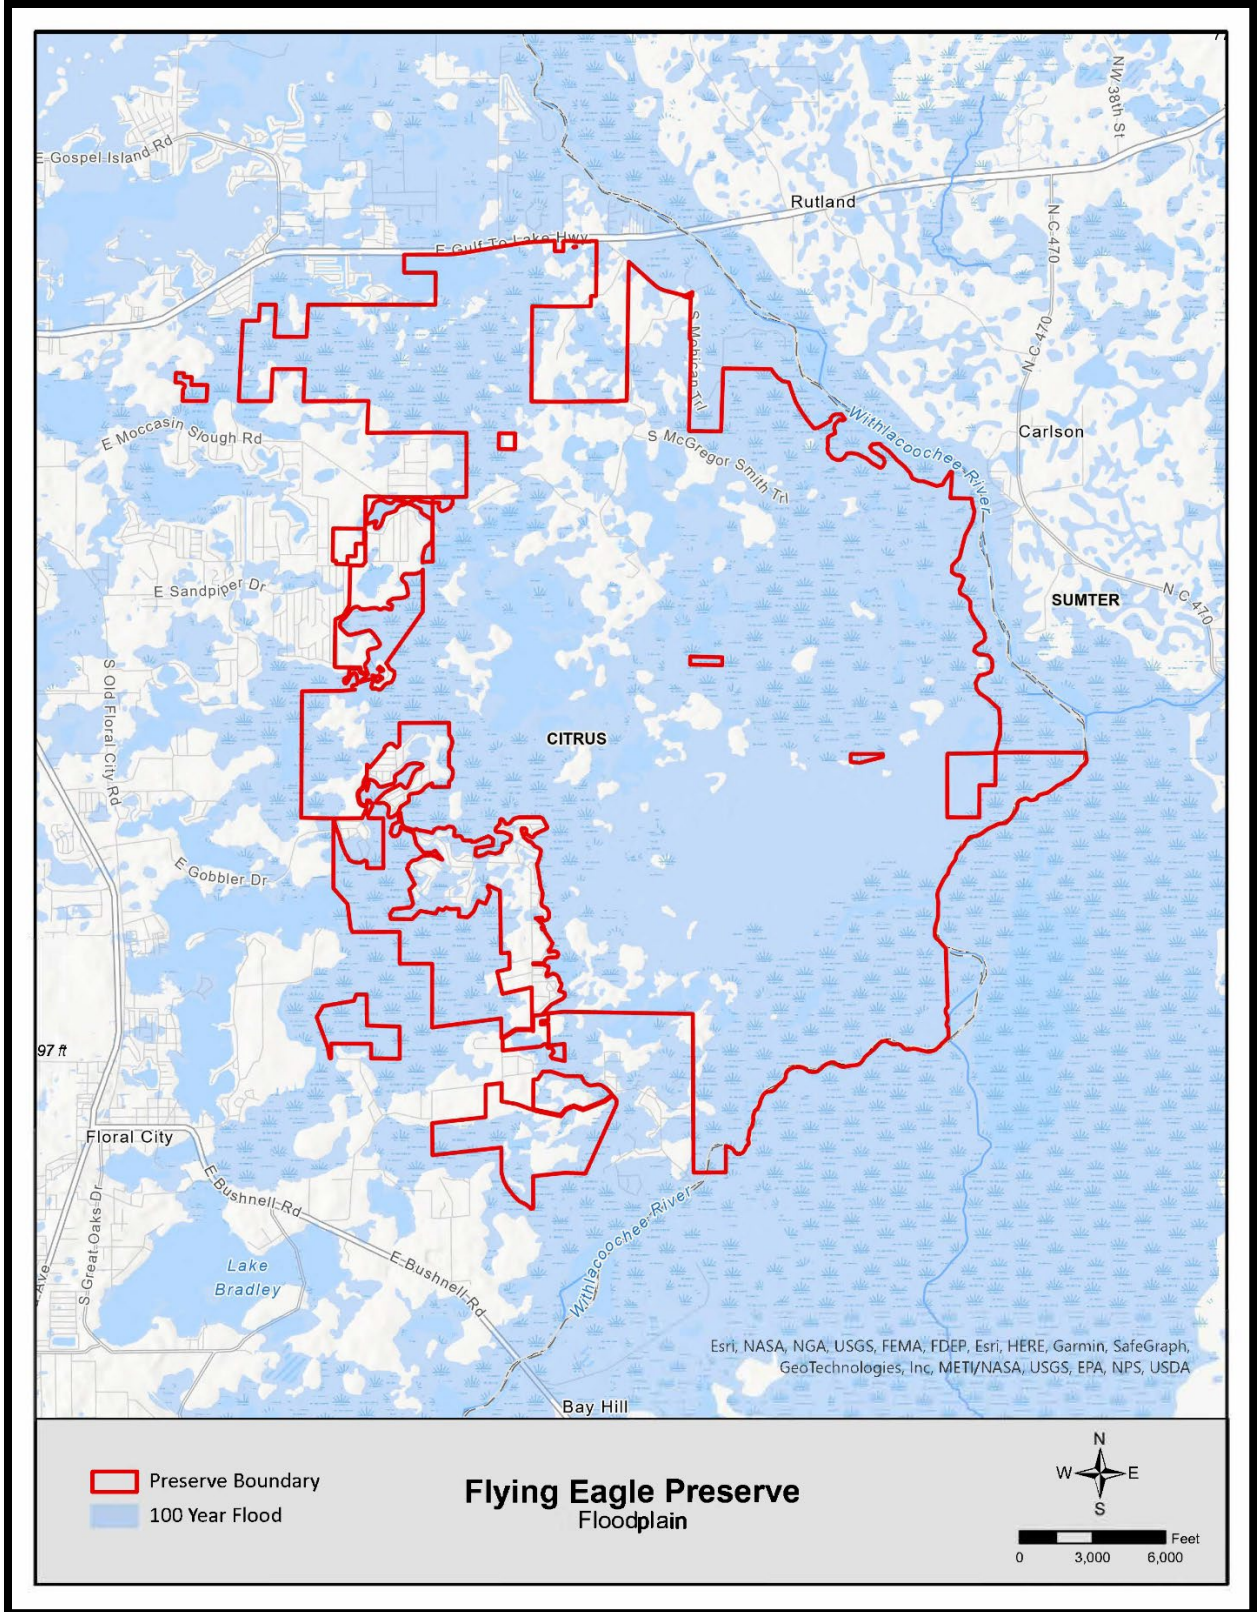 NW 38th St
E Gospel Island Rd
Rutland
N C 470
E Gulf To Lake Hwy
S Mohican Trl
N C 470
Withlacoochee River
Carlson
E Moccasin Slough Rd
S McGregor Smith Trl
E Sandpiper Dr
N C 470
SUMTER
S Old Floral City Rd
CITRUS
E Gobbler Dr
97 ft
Floral City
E Bushnell Rd
S Great Oaks Dr
Withlacoochee River
Lake
Bradley
E Bushnell Rd
Ave
Esri, NASA, NGA, USGS, FEMA, FDEP, Esri, HERE, Garmin, SafeGraph,
GeoTechnologies, Inc, METI/NASA, USGS, EPA, NPS, USDA
Bay Hill
Preserve Boundary
100 Year Flood
Flying Eagle Preserve
Floodplain
N
W E
S
Feet
0 3,000 6,000